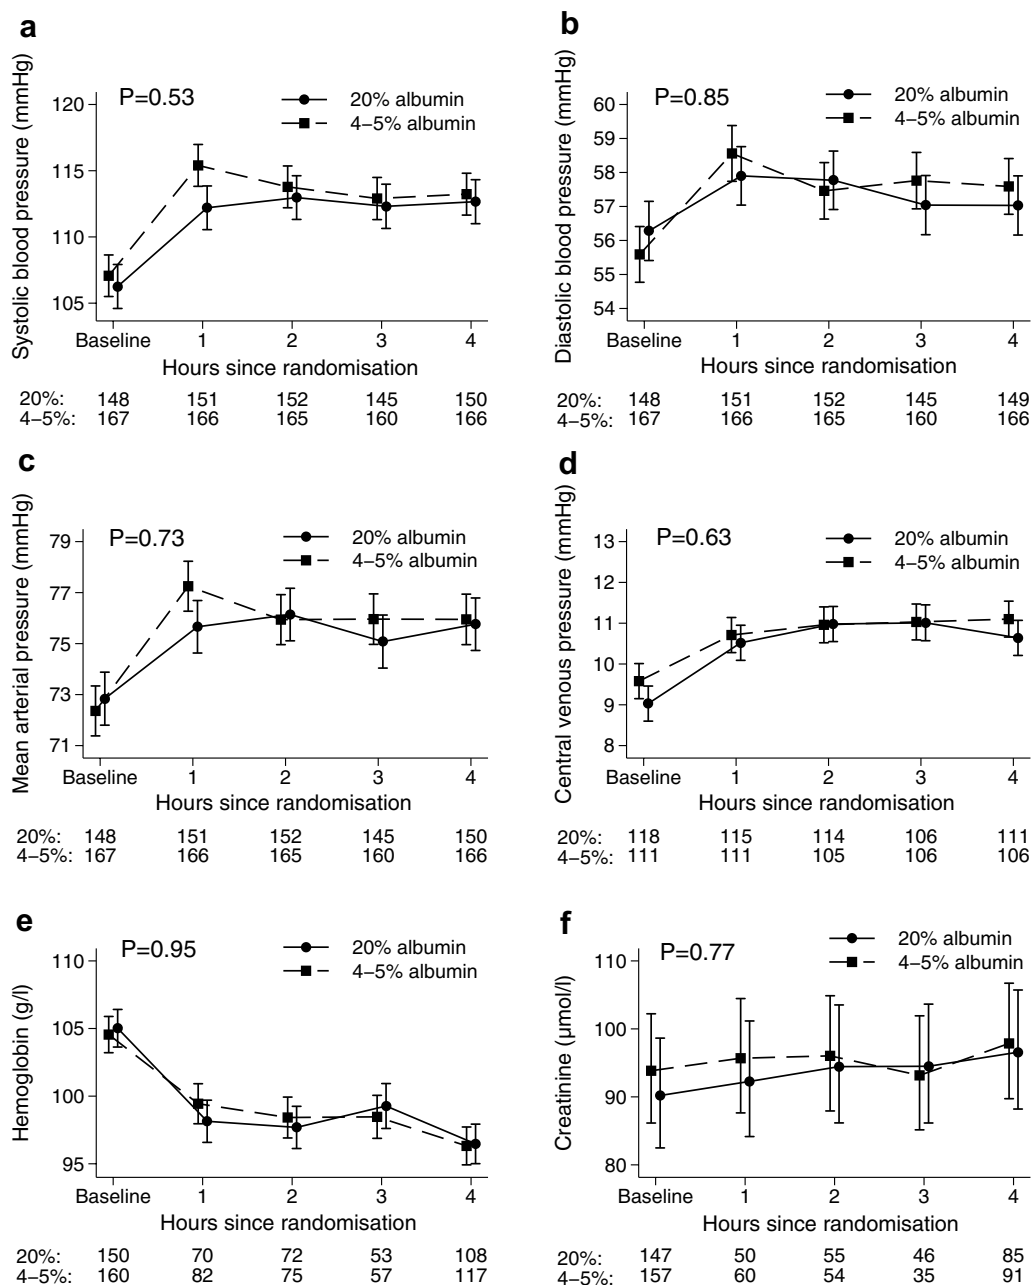 a
P=0.53
20% albumin
4–5% albumin
Systolic blood pressure (mmHg)
120
115
110
105
Baseline 1 2 3 4
Hours since randomisation
20%: 148 151 152 145 150
4–5%: 167 166 165 160 166
b
P=0.85
20% albumin
4–5% albumin
Diastolic blood pressure (mmHg)
60
59
58
57
56
55
54
Baseline 1 2 3 4
Hours since randomisation
20%: 148 151 152 145 149
4–5%: 167 166 165 160 166
c
P=0.73
20% albumin
4–5% albumin
Mean arterial pressure (mmHg)
79
77
75
73
71
Baseline 1 2 3 4
Hours since randomisation
20%: 148 151 152 145 150
4–5%: 167 166 165 160 166
d
P=0.63
20% albumin
4–5% albumin
Central venous pressure (mmHg)
13
12
11
10
9
8
Baseline 1 2 3 4
Hours since randomisation
20%: 118 115 114 106 111
4–5%: 111 111 105 106 106
e
P=0.95
20% albumin
4–5% albumin
Hemoglobin (g/l)
110
105
100
95
Baseline 1 2 3 4
Hours since randomisation
20%: 150 70 72 53 108
4–5%: 160 82 75 57 117
f
P=0.77
20% albumin
4–5% albumin
Creatinine (µmol/l)
110
100
90
80
Baseline 1 2 3 4
Hours since randomisation
20%: 147 50 55 46 85
4–5%: 157 60 54 35 91